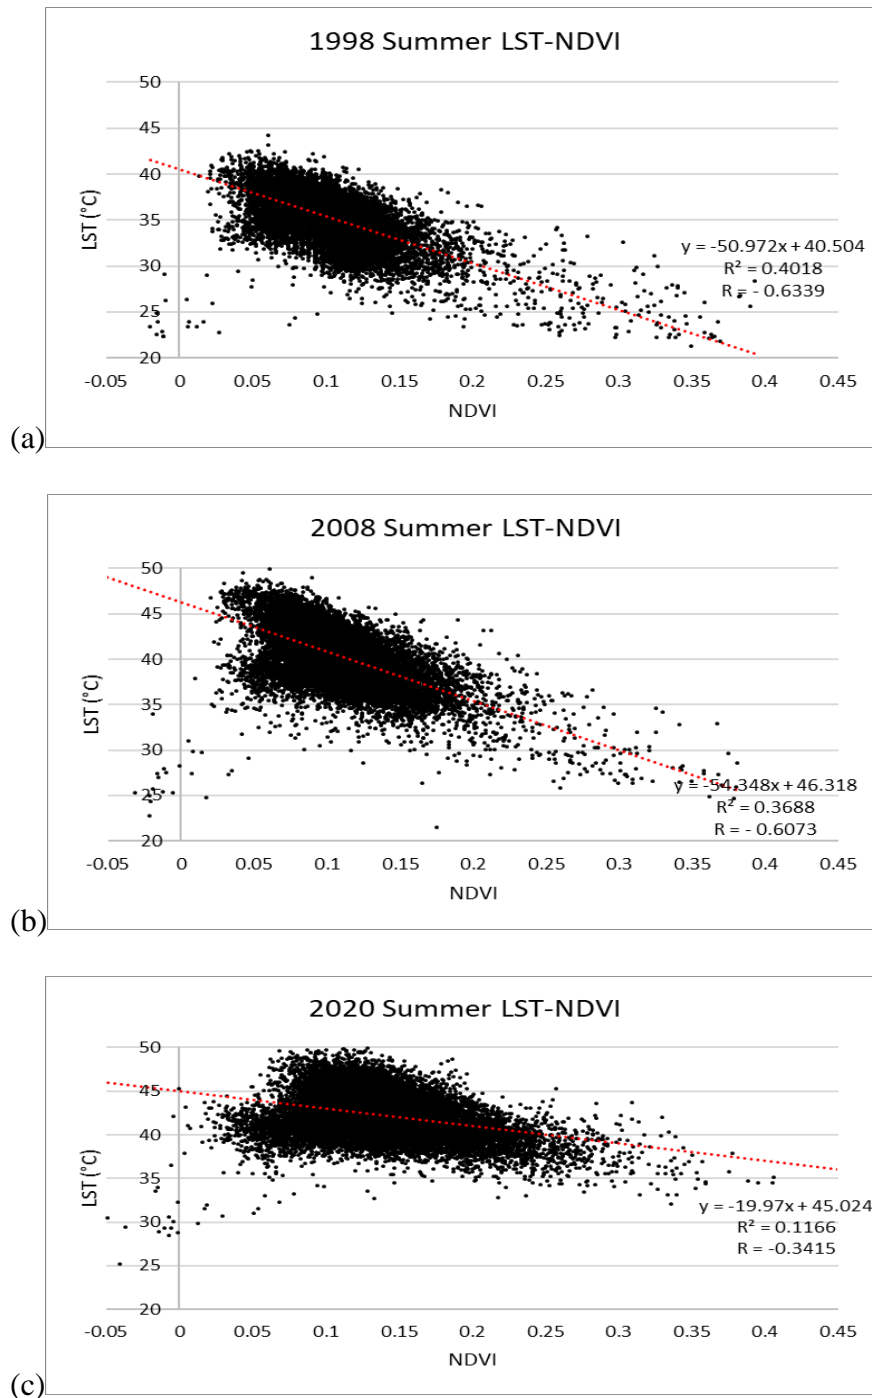 1998 Summer LST-NDVI
50
45
40
35
30
25
20
LST (°C)
y = -50.972x + 40.504
R² = 0.4018
R = - 0.6339
-0.05 0 0.05 0.1 0.15 0.2 0.25 0.3 0.35 0.4 0.45
NDVI
(a)
2008 Summer LST-NDVI
50
45
40
35
30
25
20
LST (°C)
y = -54.348x + 46.318
R² = 0.3688
R = - 0.6073
-0.05 0 0.05 0.1 0.15 0.2 0.25 0.3 0.35 0.4 0.45
NDVI
(b)
2020 Summer LST-NDVI
50
45
40
35
30
25
20
LST (°C)
y = -19.97x + 45.024
R² = 0.1166
R = -0.3415
-0.05 0 0.05 0.1 0.15 0.2 0.25 0.3 0.35 0.4 0.45
NDVI
(c)